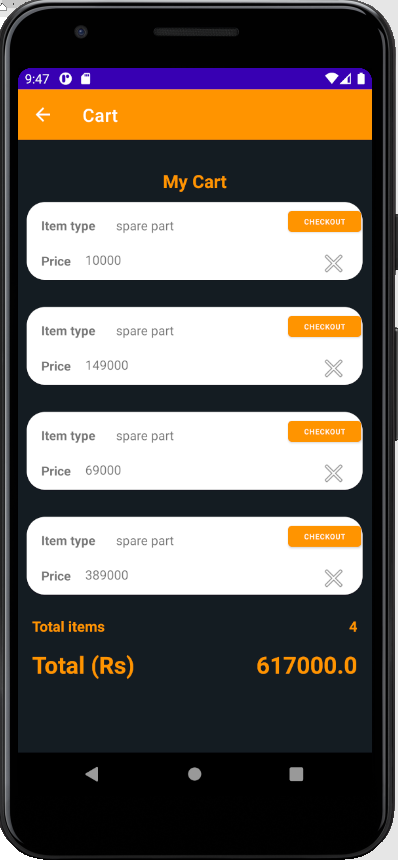 9:47
Cart
My Cart
Item type spare part CHECKOUT
Price 10000
Item type spare part CHECKOUT
Price 149000
Item type spare part CHECKOUT
Price 69000
Item type spare part CHECKOUT
Price 389000
Total items 4
Total (Rs) 617000.0